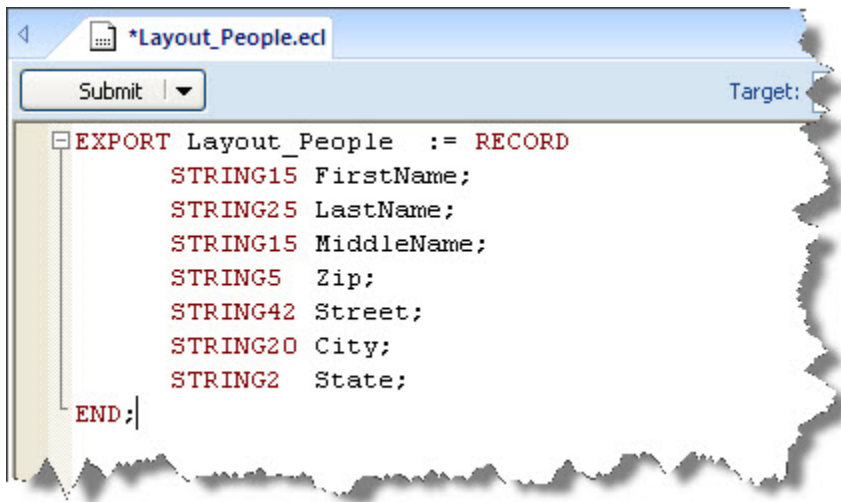 *Layout_People.ecl
Submit Target:
EXPORT Layout_People := RECORD
STRING15 FirstName;
STRING25 LastName;
STRING15 MiddleName;
STRING5 Zip;
STRING42 Street;
STRING20 City;
STRING2 State;
END;